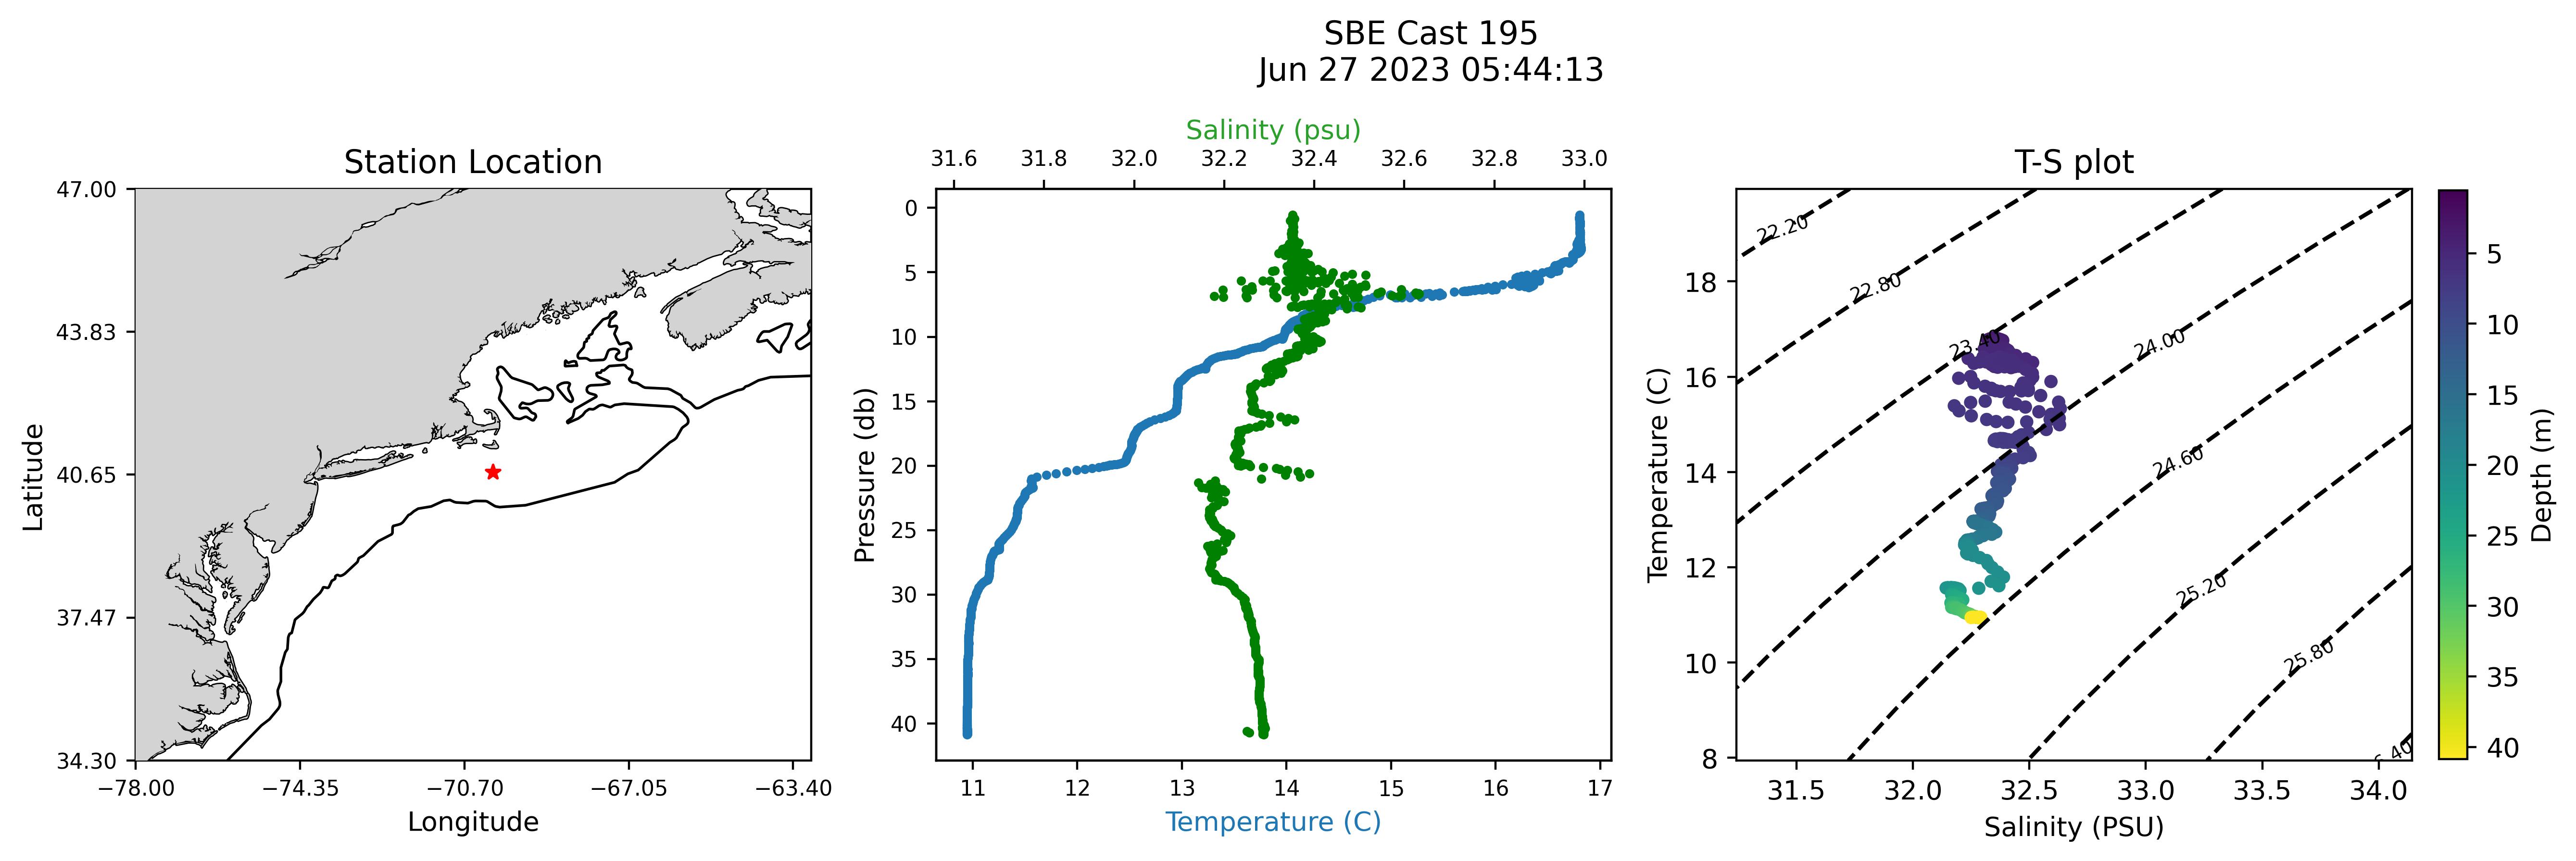 SBE Cast 195
Jun 27 2023 05:44:13
Station Location
47.00
43.83
40.65
37.47
34.30
Latitude
−78.00 −74.35 −70.70 −67.05 −63.40
Longitude
Salinity (psu)
31.6 31.8 32.0 32.2 32.4 32.6 32.8 33.0
0
5
10
15
20
25
30
35
40
Pressure (db)
11 12 13 14 15 16 17
Temperature (C)
T-S plot
18
16
14
12
10
8
Temperature (C)
22.20
22.80
23.40
24.00
24.60
25.20
25.80
31.5 32.0 32.5 33.0 33.5 34.0
Salinity (PSU)
5
10
15
20
25
30
35
40
Depth (m)